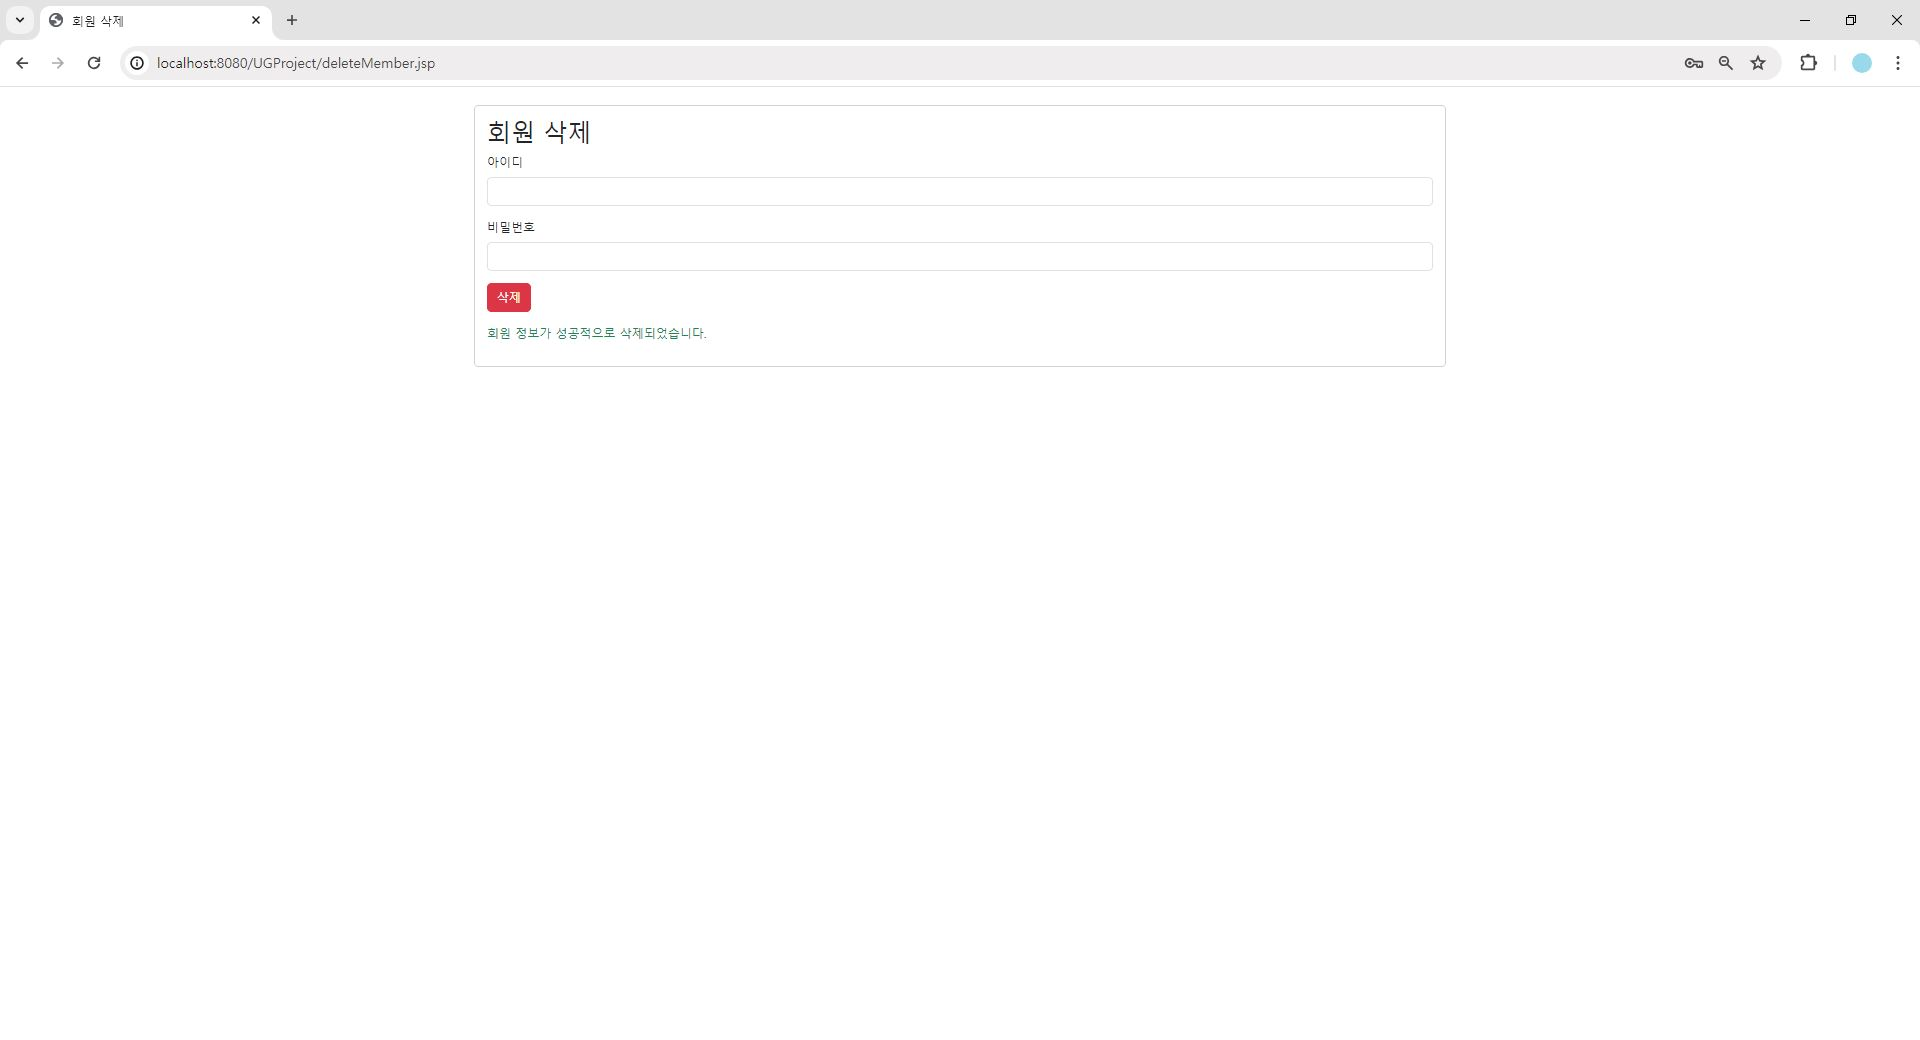 회원 삭제
localhost:8080/UGProject/deleteMember.jsp
회원 삭제
아이디
비밀번호
삭제
회원 정보가 성공적으로 삭제되었습니다.